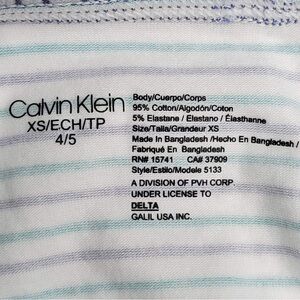 Calvin Klein
XS/ECH/TP
4/5
Body/Cuerpo/Corps
95% Cotton/Algodón/Coton
5% Elastane / Elastano / Élasthanne
Size/Talla/Grandeur XS
Made In Bangladesh /Hecho En Bangladesh /
Fabriqué En Bangladesh
RN# 15741 CA# 37909
Style/Estilo/Modele 5133
A DIVISION OF PVH CORP.
UNDER LICENSE TO
DELTA
GALIL USA INC.